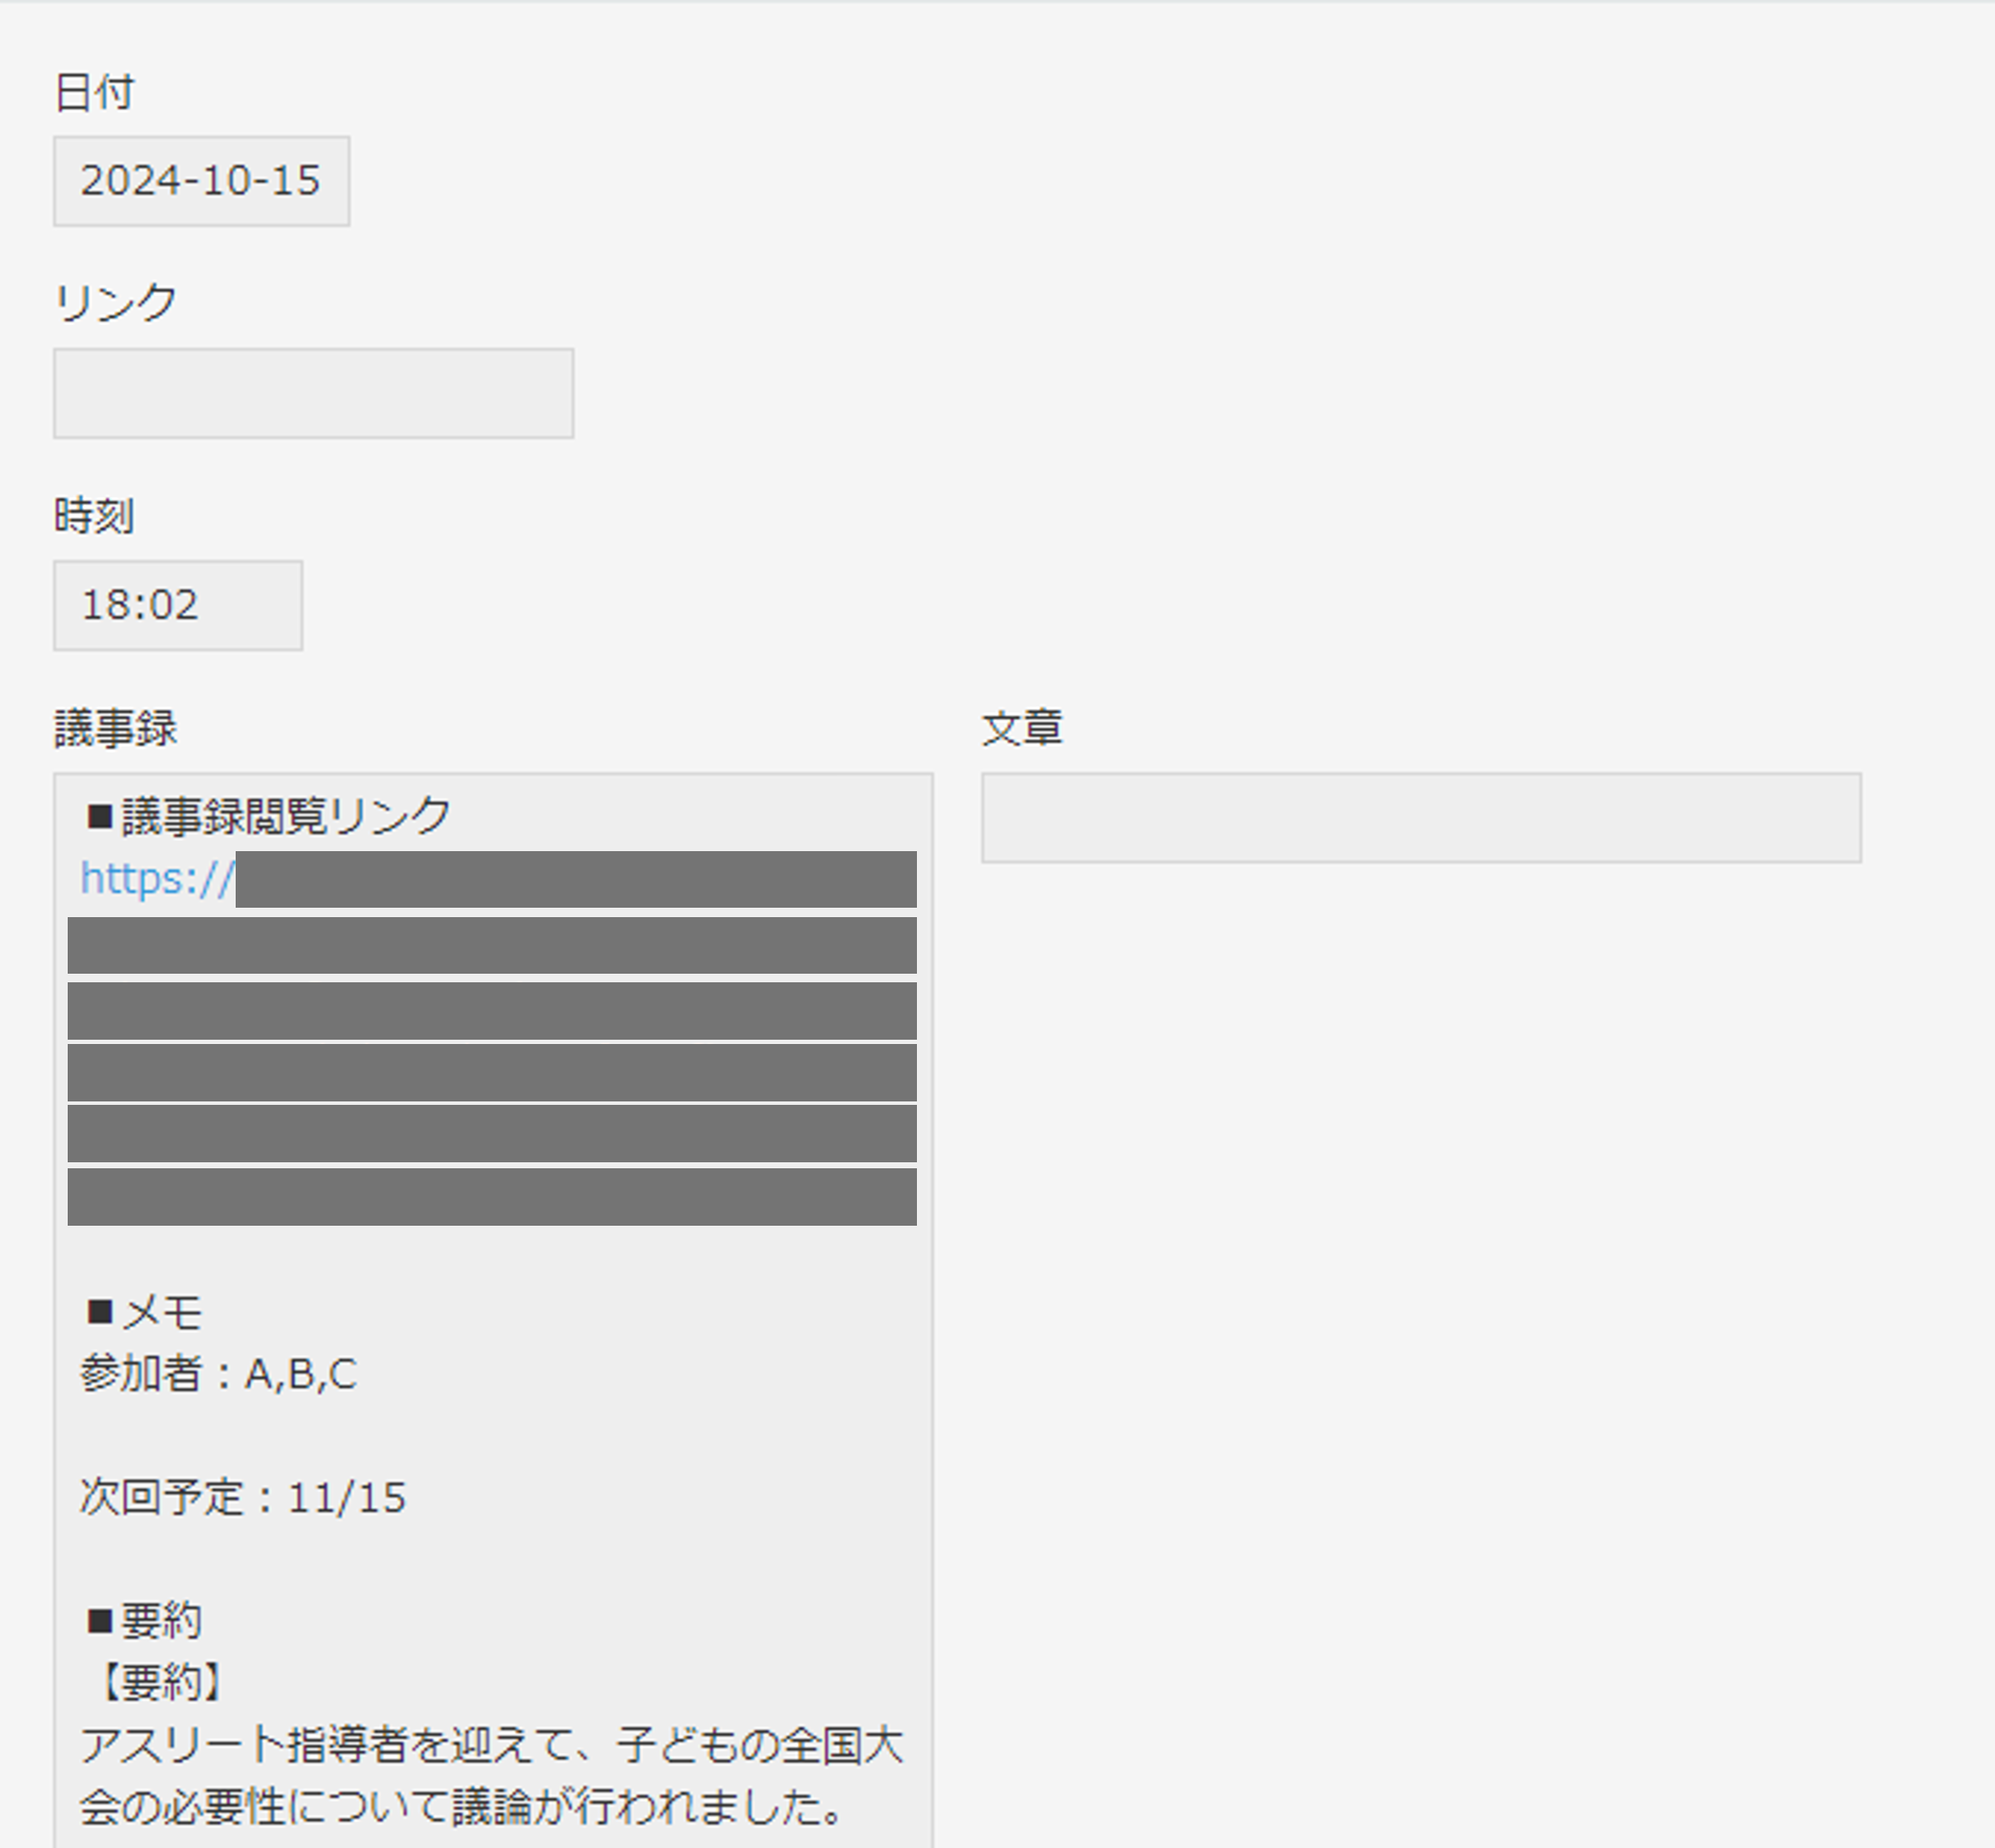 日付
2024-10-15
リンク
時刻
18:02
議事録
文章
■議事録閲覧リンク
https://
■メモ
参加者：A,B,C
次回予定：11/15
■要約
【要約】
アスリート指導者を迎えて、子どもの全国大
会の必要性について議論が行われました。